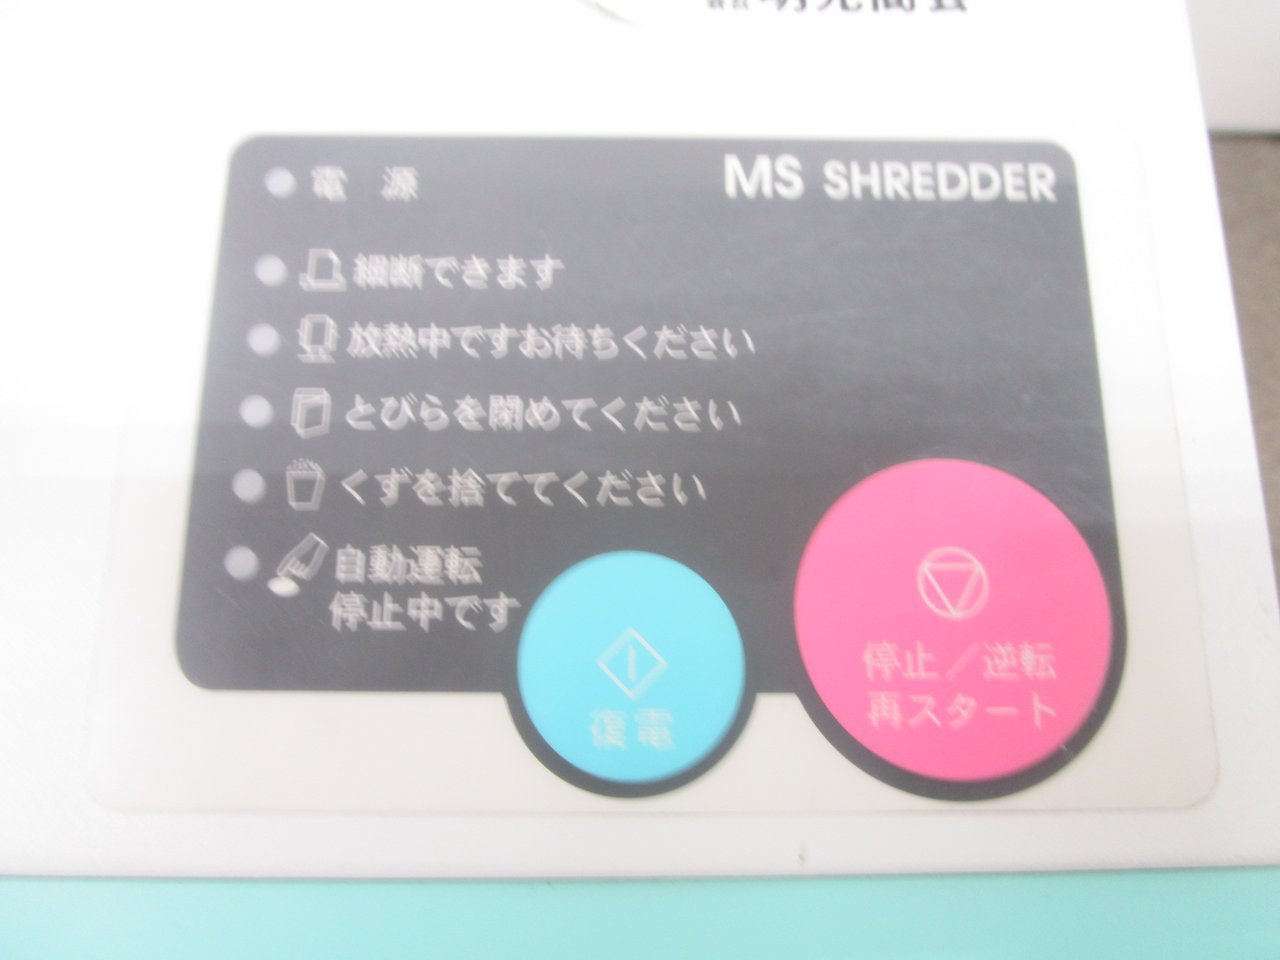 電 源
MS SHREDDER
細断できます
放熱中ですお待ちください
とびらを閉めてください
くずを捨ててください
自動運転
停止中です
復電
停止／逆転
再スタート